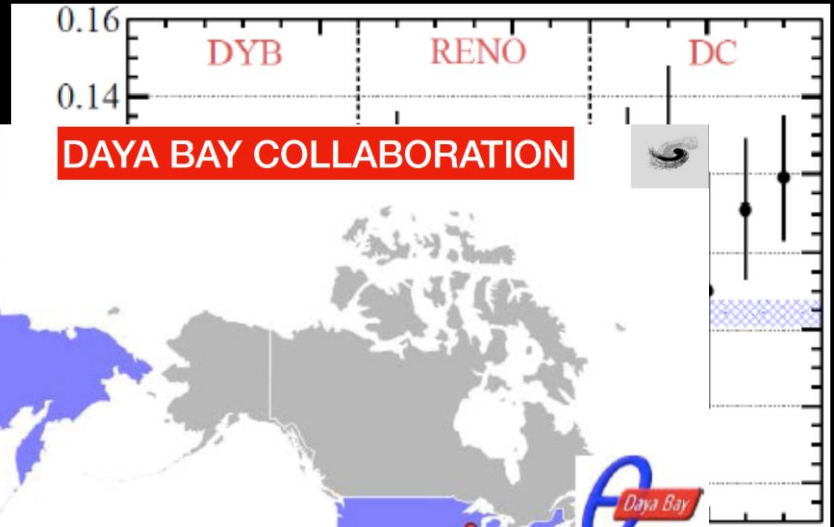 0.16
DYB RENO DC
0.14
DAYA BAY COLLABORATION
Daya Bay